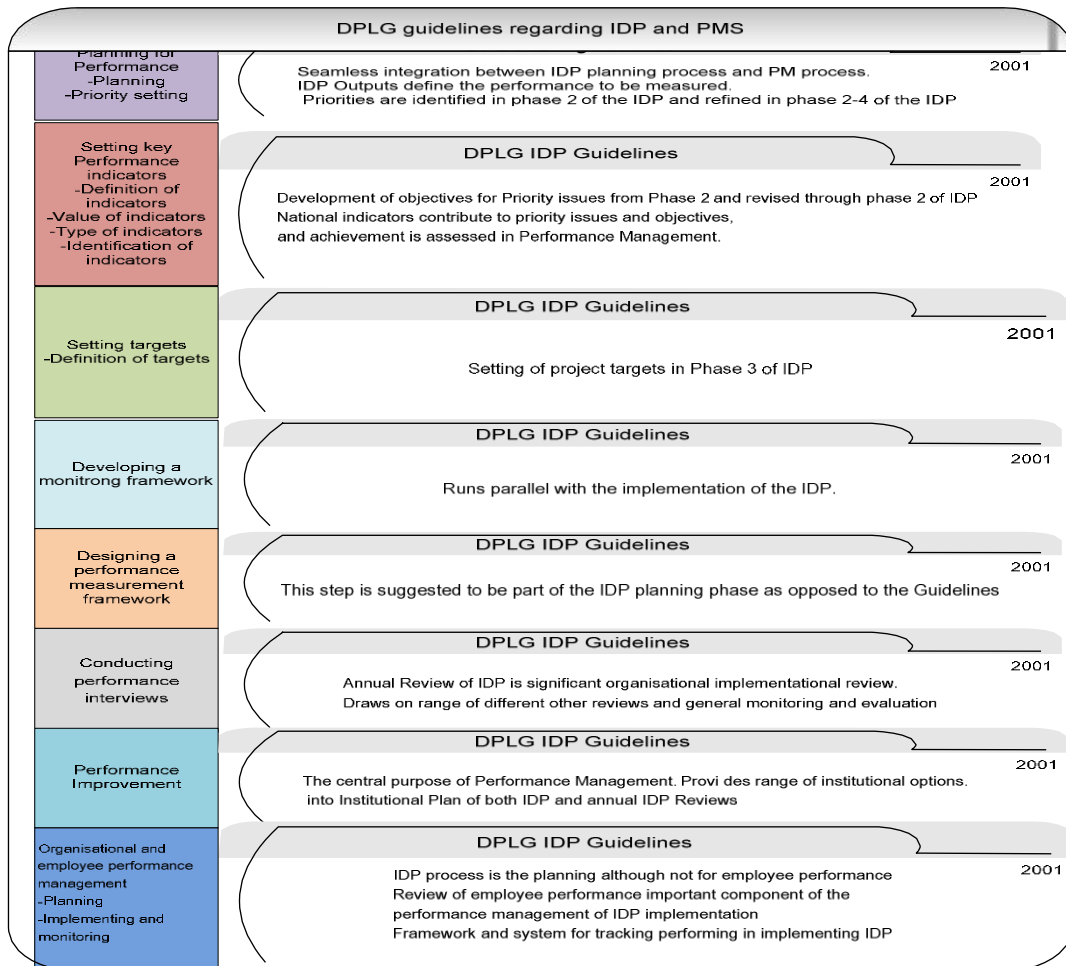 DPLG guidelines regarding IDP and PMS
Planning for
Performance
-Planning
-Priority setting
2001
Seamless integration between IDP planning process and PM process.
IDP Outputs define the performance to be measured.
Priorities are identified in phase 2 of the IDP and refined in phase 2-4 of the IDP
Setting key
Performance
indicators
-Definition of
indicators
-Value of indicators
-Type of indicators
-Identification of
indicators
DPLG IDP Guidelines
2001
Development of objectives for Priority issues from Phase 2 and revised through phase 2 of IDP
National indicators contribute to priority issues and objectives,
and achievement is assessed in Performance Management.
Setting targets
-Definition of targets
DPLG IDP Guidelines
2001
Setting of project targets in Phase 3 of IDP
Developing a
monitrong framework
DPLG IDP Guidelines
2001
Runs parallel with the implementation of the IDP.
Designing a
performance
measurement
framework
DPLG IDP Guidelines
2001
This step is suggested to be part of the IDP planning phase as opposed to the Guidelines
Conducting
performance
interviews
DPLG IDP Guidelines
2001
Annual Review of IDP is significant organisational implementational review.
Draws on range of different other reviews and general monitoring and evaluation
Performance
Improvement
DPLG IDP Guidelines
2001
The central purpose of Performance Management. Provi des range of institutional options.
into Institutional Plan of both IDP and annual IDP Reviews
Organisational and
employee performance
management
-Planning
-Implementing and
monitoring
DPLG IDP Guidelines
2001
IDP process is the planning although not for employee performance
Review of employee performance important component of the
performance management of IDP implementation
Framework and system for tracking performing in implementing IDP